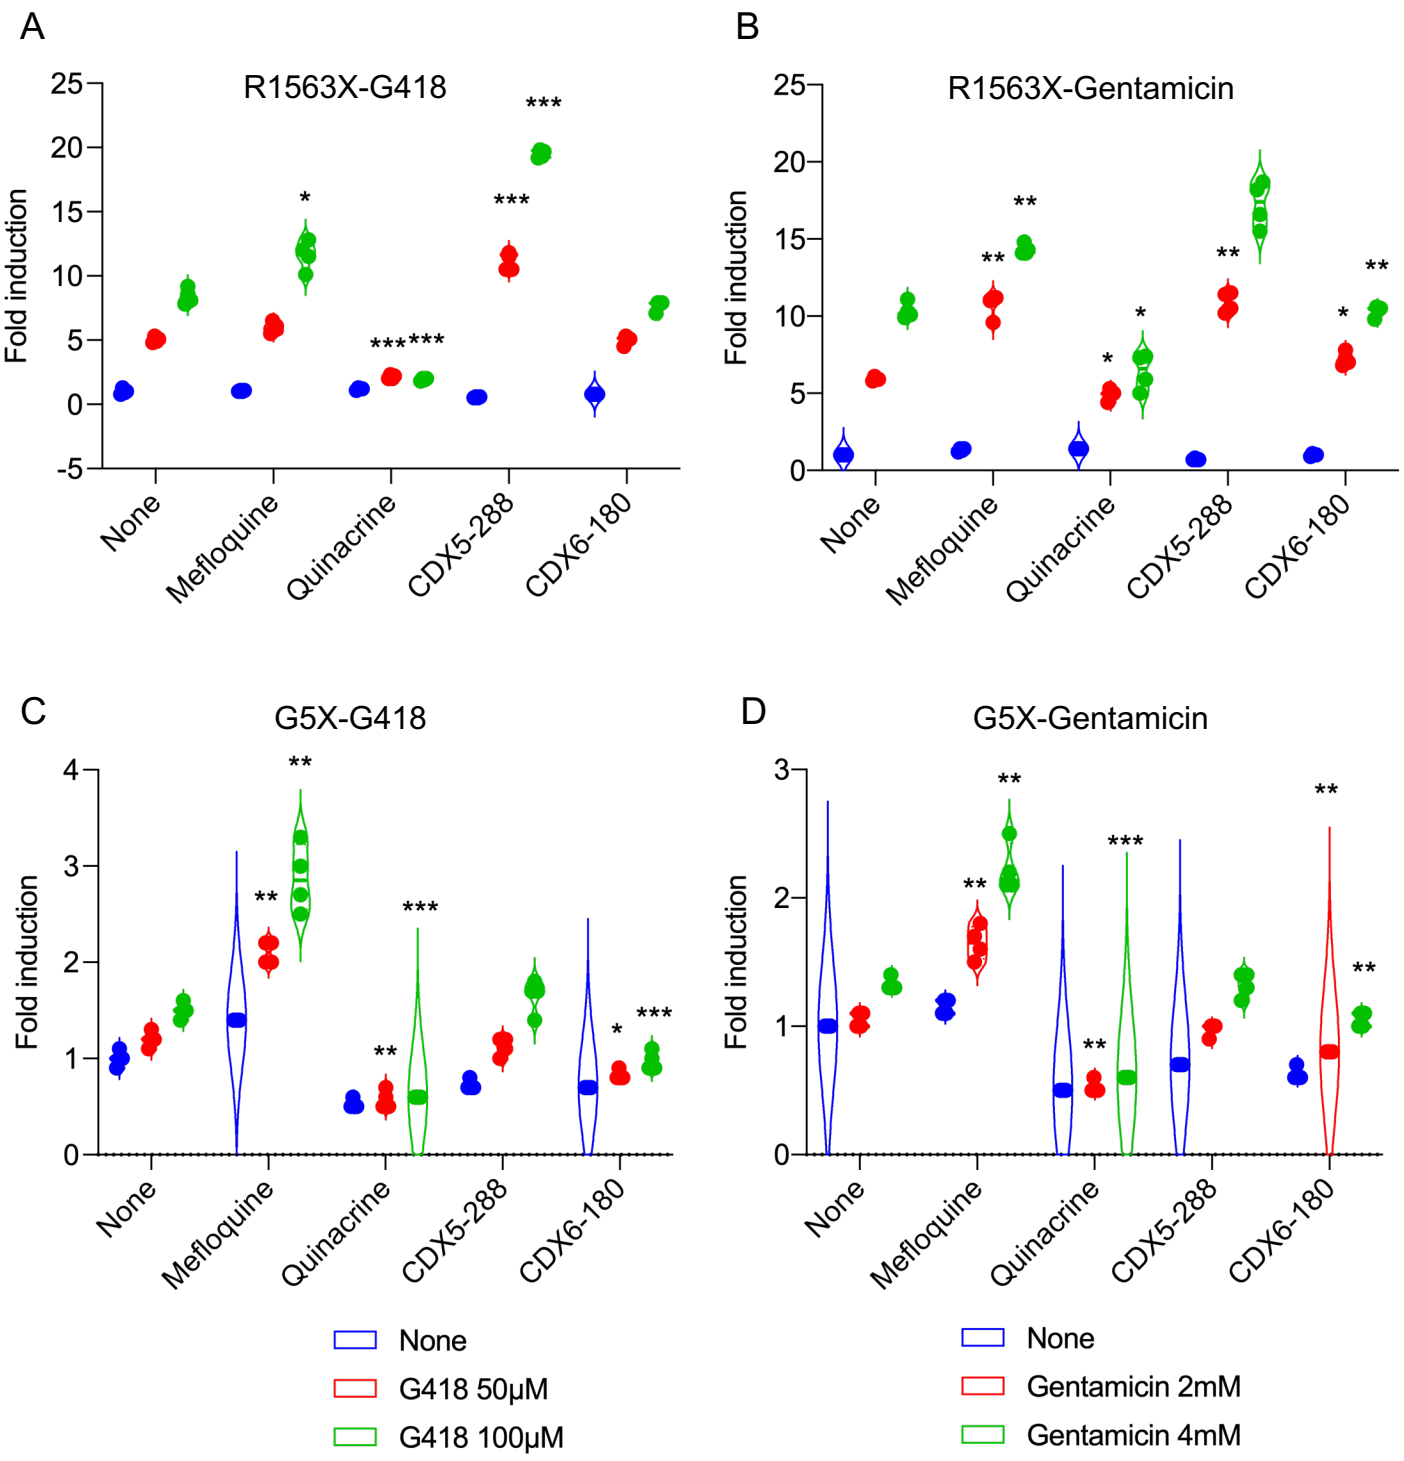 A
R1563X-G418
Fold induction
25
20
15
10
5
0
-5
*
***
***
***
***
None
Mefloquine
Quinacrine
CDX5-288
CDX6-180
B
R1563X-Gentamicin
Fold induction
25
20
15
10
5
0
**
**
*
*
**
*
**
None
Mefloquine
Quinacrine
CDX5-288
CDX6-180
C
G5X-G418
Fold induction
4
3
2
1
0
**
**
**
***
*
***
None
Mefloquine
Quinacrine
CDX5-288
CDX6-180
None
G418 50µM
G418 100µM
D
G5X-Gentamicin
Fold induction
3
2
1
0
**
**
**
***
**
**
None
Mefloquine
Quinacrine
CDX5-288
CDX6-180
None
Gentamicin 2mM
Gentamicin 4mM